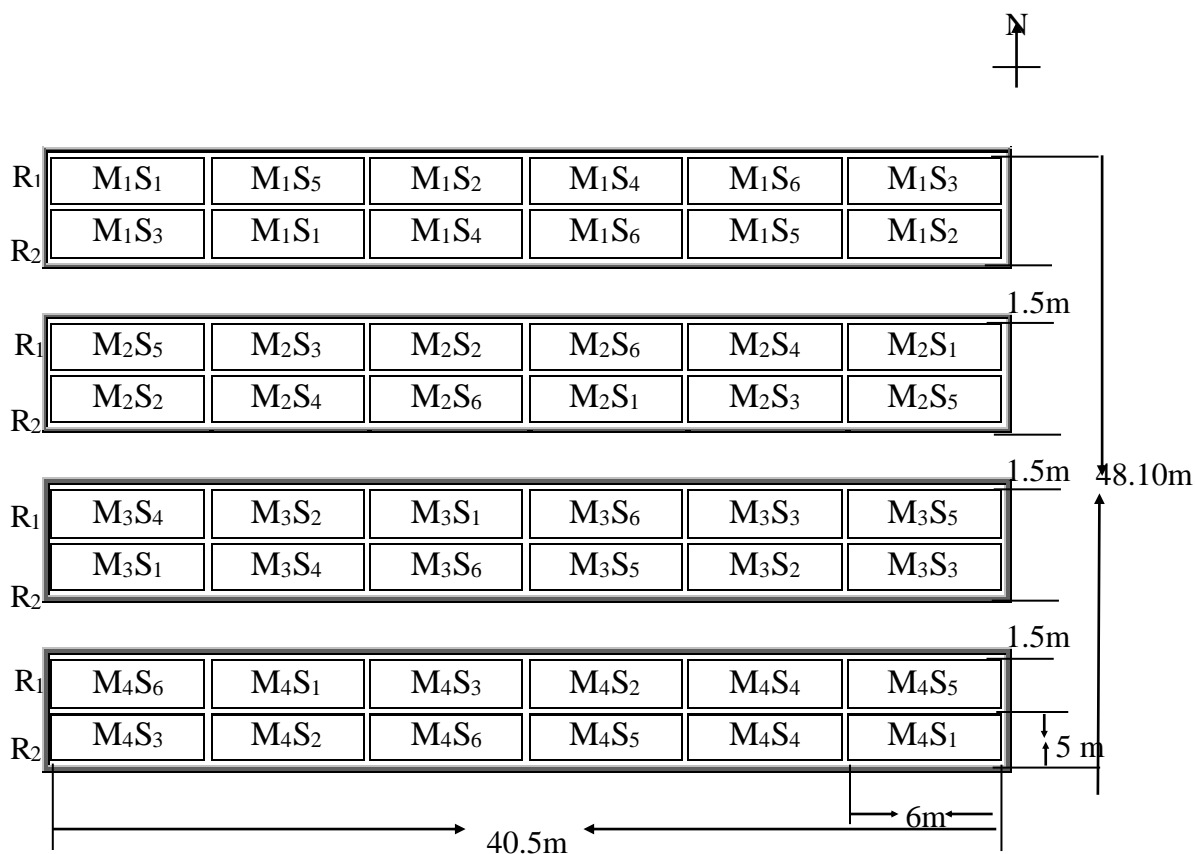 N
R₁ M₁S₁ M₁S₅ M₁S₂ M₁S₄ M₁S₆ M₁S₃
R₂ M₁S₃ M₁S₁ M₁S₄ M₁S₆ M₁S₅ M₁S₂
1.5m
R₁ M₂S₅ M₂S₃ M₂S₂ M₂S₆ M₂S₄ M₂S₁
R₂ M₂S₂ M₂S₄ M₂S₆ M₂S₁ M₂S₃ M₂S₅
1.5m 48.10m
R₁ M₃S₄ M₃S₂ M₃S₁ M₃S₆ M₃S₃ M₃S₅
R₂ M₃S₁ M₃S₄ M₃S₆ M₃S₅ M₃S₂ M₃S₃
1.5m
R₁ M₄S₆ M₄S₁ M₄S₃ M₄S₂ M₄S₄ M₄S₅
R₂ M₄S₃ M₄S₂ M₄S₆ M₄S₅ M₄S₄ M₄S₁
5 m
6m
40.5m